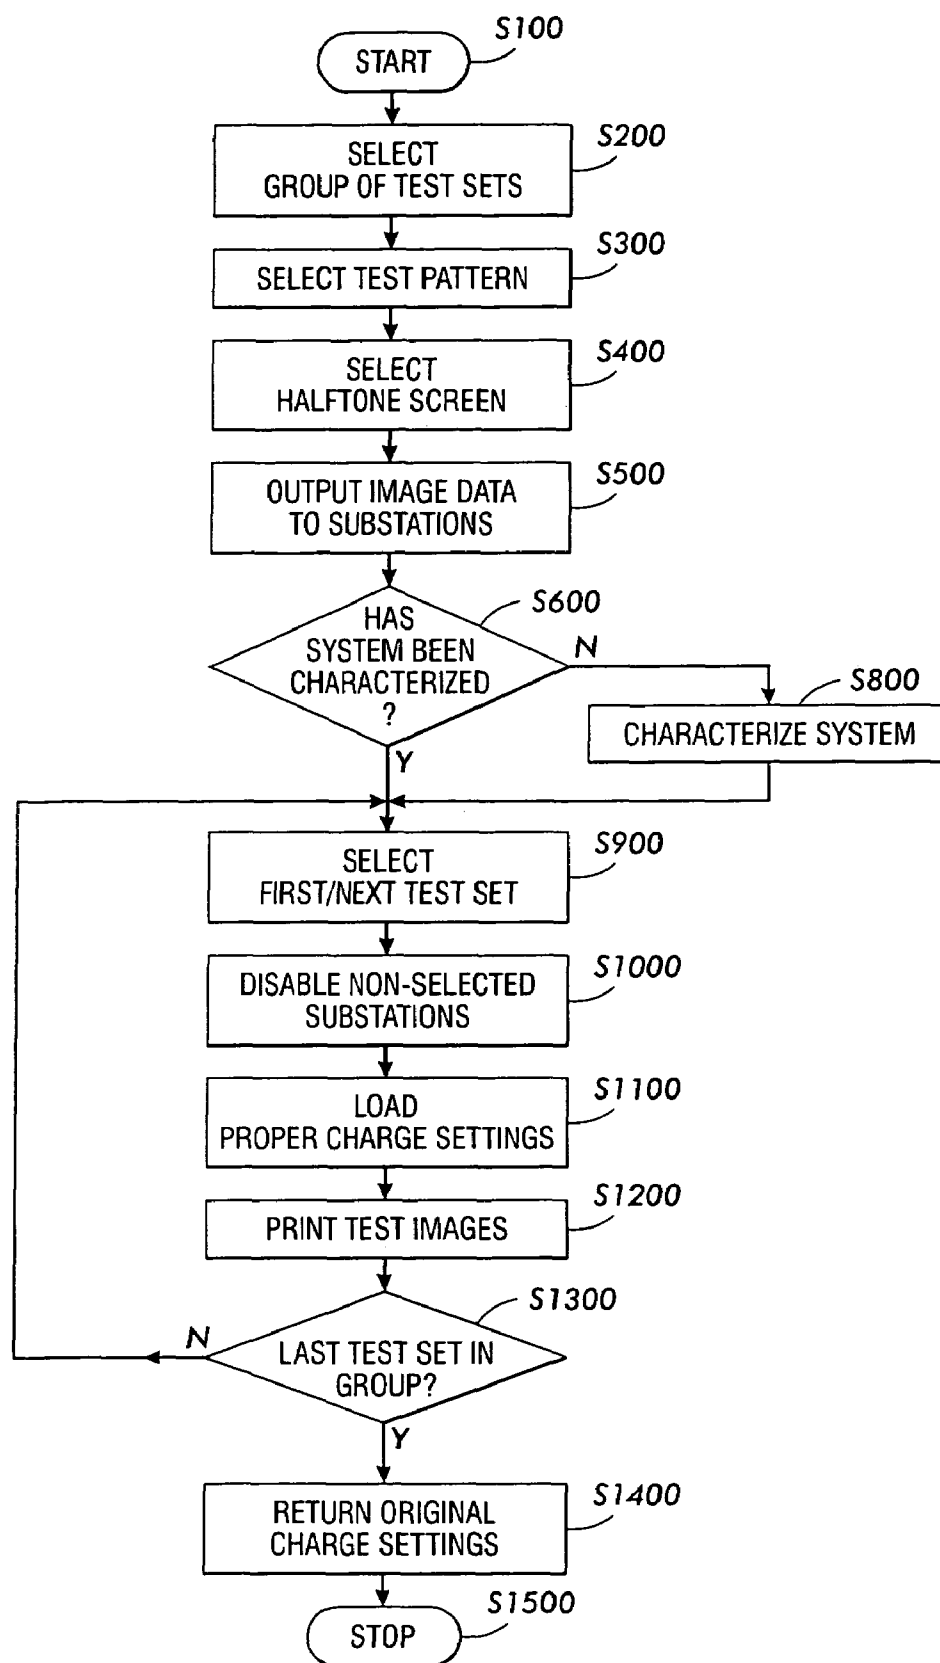 S100
START
S200
SELECT
GROUP OF TEST SETS
S300
SELECT TEST PATTERN
S400
SELECT
HALFTONE SCREEN
S500
OUTPUT IMAGE DATA
TO SUBSTATIONS
S600
HAS
SYSTEM BEEN
CHARACTERIZED
?
N
S800
CHARACTERIZE SYSTEM
Y
S900
SELECT
FIRST/NEXT TEST SET
S1000
DISABLE NON-SELECTED
SUBSTATIONS
S1100
LOAD
PROPER CHARGE SETTINGS
S1200
PRINT TEST IMAGES
S1300
N
LAST TEST SET IN
GROUP?
Y
S1400
RETURN ORIGINAL
CHARGE SETTINGS
S1500
STOP